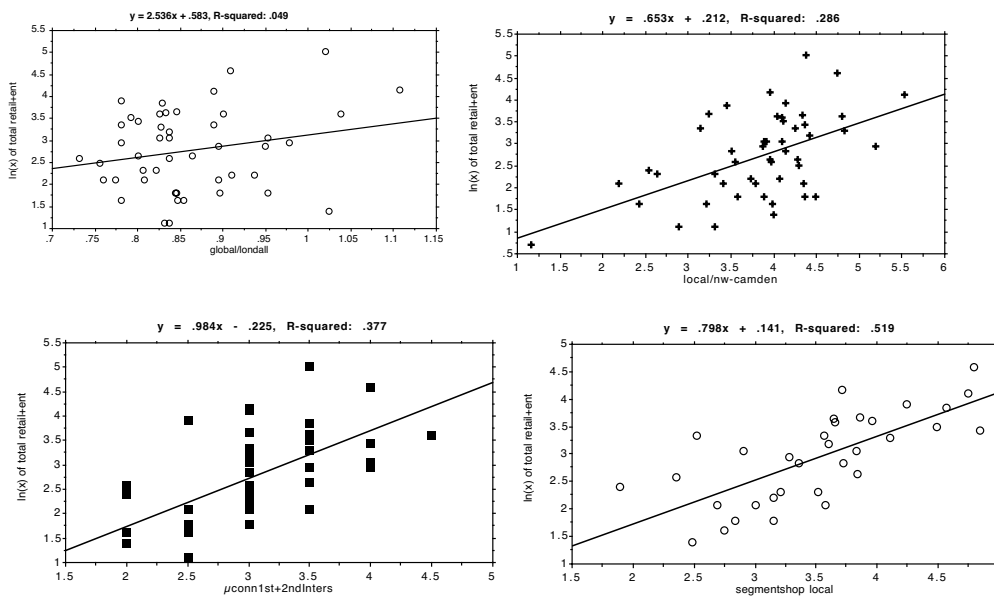 y = 2.536x + .583, R-squared: .049
ln(x) of total retail+ent
5.5
5
4.5
4
3.5
3
2.5
2
1.5
1
.7 .75 .8 .85 .9 .95 1 1.05 1.1 1.15
global/londall
y = .653x + .212, R-squared: .286
ln(x) of total retail+ent
5.5
5
4.5
4
3.5
3
2.5
2
1.5
1
.5
1 1.5 2 2.5 3 3.5 4 4.5 5 5.5 6
local/nw-camden
y = .984x - .225, R-squared: .377
ln(x) of total retail+ent
5.5
5
4.5
4
3.5
3
2.5
2
1.5
1
1.5 2 2.5 3 3.5 4 4.5 5
µconn1st+2ndInters
y = .798x + .141, R-squared: .519
ln(x) of total retail+ent
5
4.5
4
3.5
3
2.5
2
1.5
1
1.5 2 2.5 3 3.5 4 4.5
segmentshop local